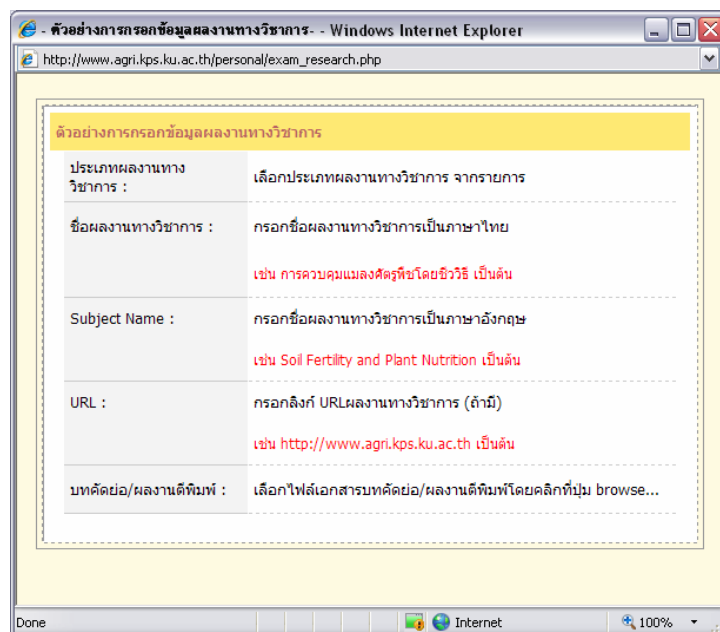 - ตัวอย่างการกรอกข้อมูลผลงานทางวิชาการ- - Windows Internet Explorer
http://www.agri.kps.ku.ac.th/personal/exam_research.php
ตัวอย่างการกรอกข้อมูลผลงานทางวิชาการ
ประเภทผลงานทาง
วิชาการ :
เลือกประเภทผลงานทางวิชาการ จากรายการ
ชื่อผลงานทางวิชาการ :
กรอกชื่อผลงานทางวิชาการเป็นภาษาไทย
เช่น การควบคุมแมลงศัตรูพืชโดยชีววิธี เป็นต้น
Subject Name :
กรอกชื่อผลงานทางวิชาการเป็นภาษาอังกฤษ
เช่น Soil Fertility and Plant Nutrition เป็นต้น
URL :
กรอกลิงก์ URLผลงานทางวิชาการ (ถ้ามี)
เช่น http://www.agri.kps.ku.ac.th เป็นต้น
บทคัดย่อ/ผลงานตีพิมพ์ :
เลือกไฟล์เอกสารบทคัดย่อ/ผลงานตีพิมพ์โดยคลิกที่ปุ่ม browse...
Done
Internet
100%